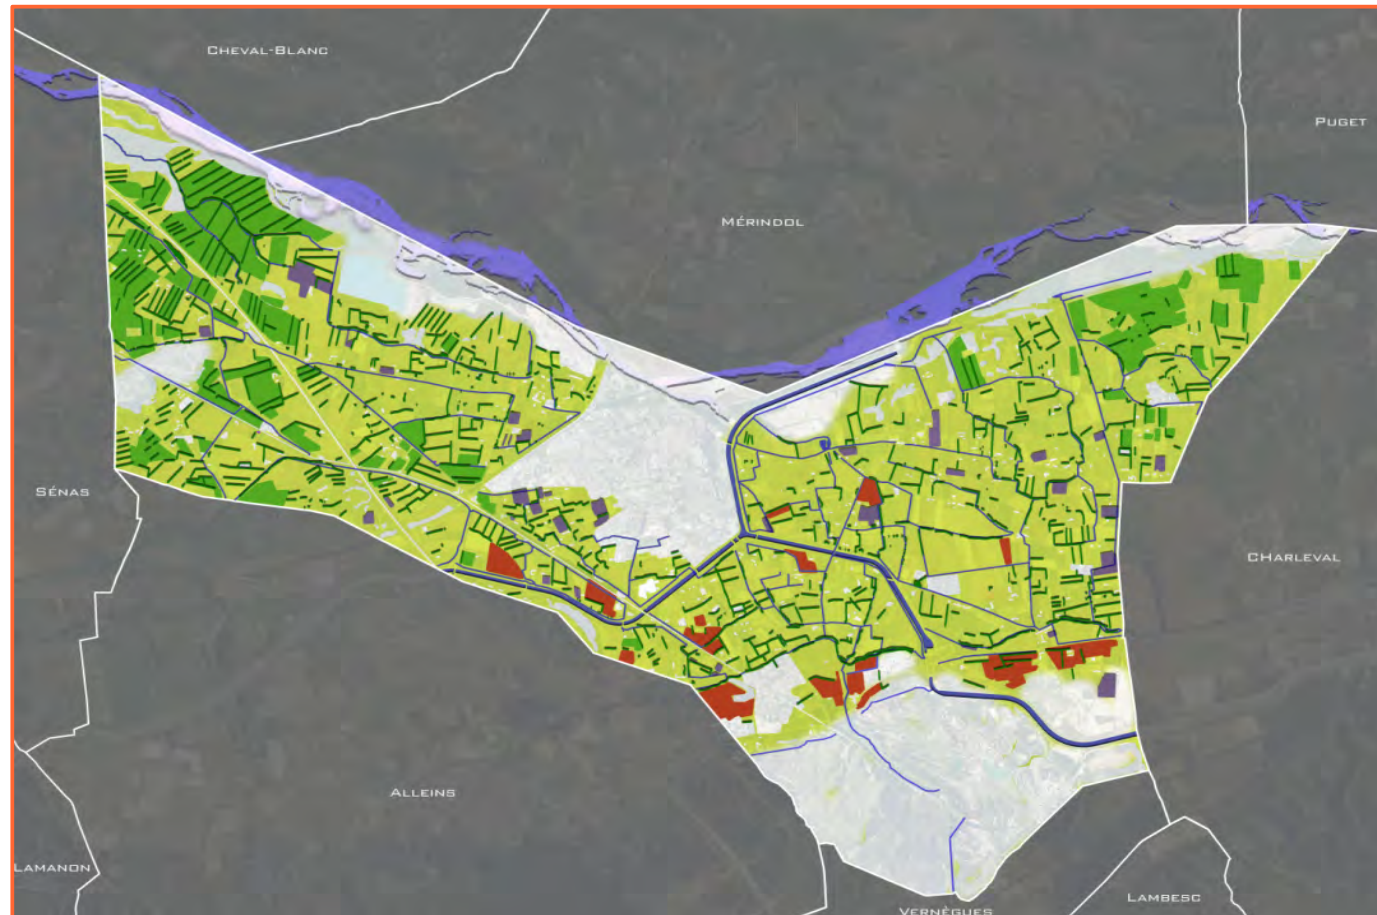 CHEVAL-BLANC
PUGET
MÉRINDOL
SÉNAS
CHARLEVAL
ALLEINS
LAMANON
LAMBESC
VERNÈGUES